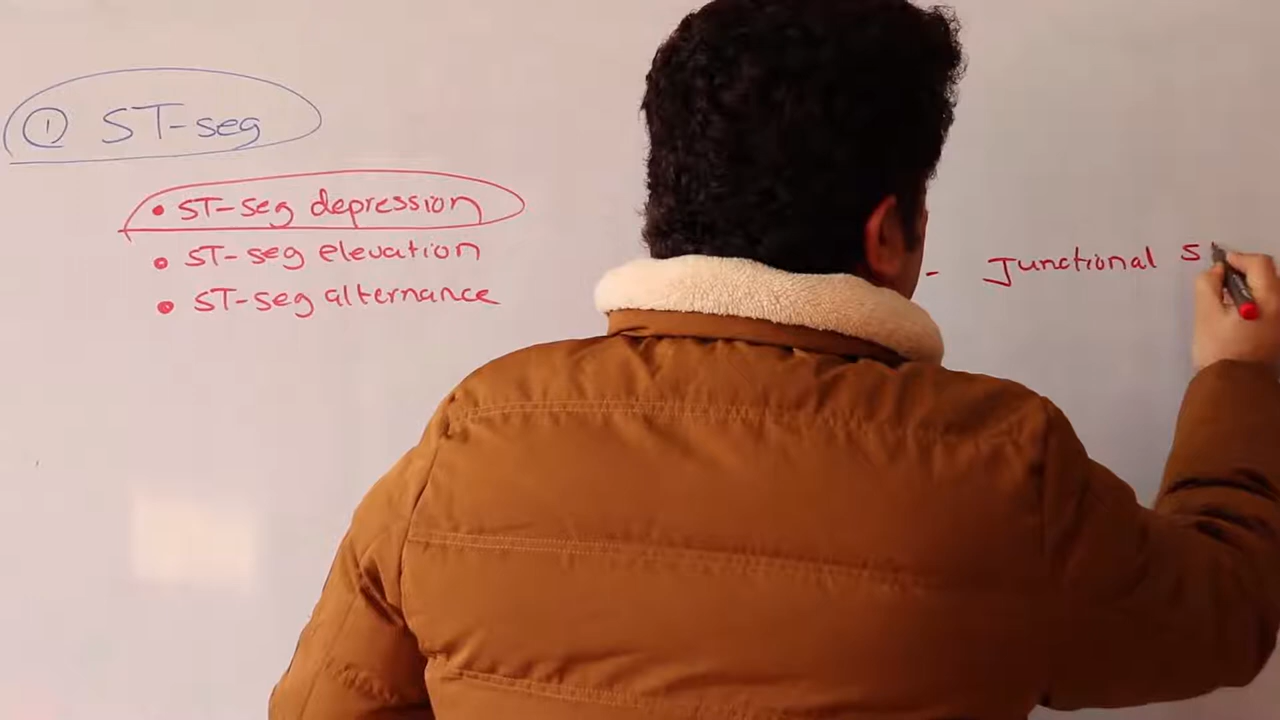 ① ST-seg
• ST-seg depression
• ST-seg elevation
• ST-seg alternance
- Junctional S